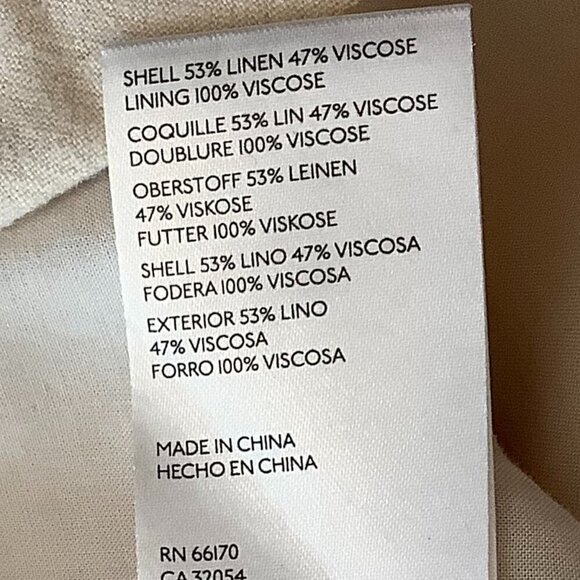 SHELL 53% LINEN 47% VISCOSE
LINING 100% VISCOSE
COQUILLE 53% LIN 47% VISCOSE
DOUBLURE 100% VISCOSE
OBERSTOFF 53% LEINEN
47% VISKOSE
FUTTER 100% VISKOSE
SHELL 53% LINO 47% VISCOSA
FODERA 100% VISCOSA
EXTERIOR 53% LINO
47% VISCOSA
FORRO 100% VISCOSA
MADE IN CHINA
HECHO EN CHINA
RN 66170
CA 32054